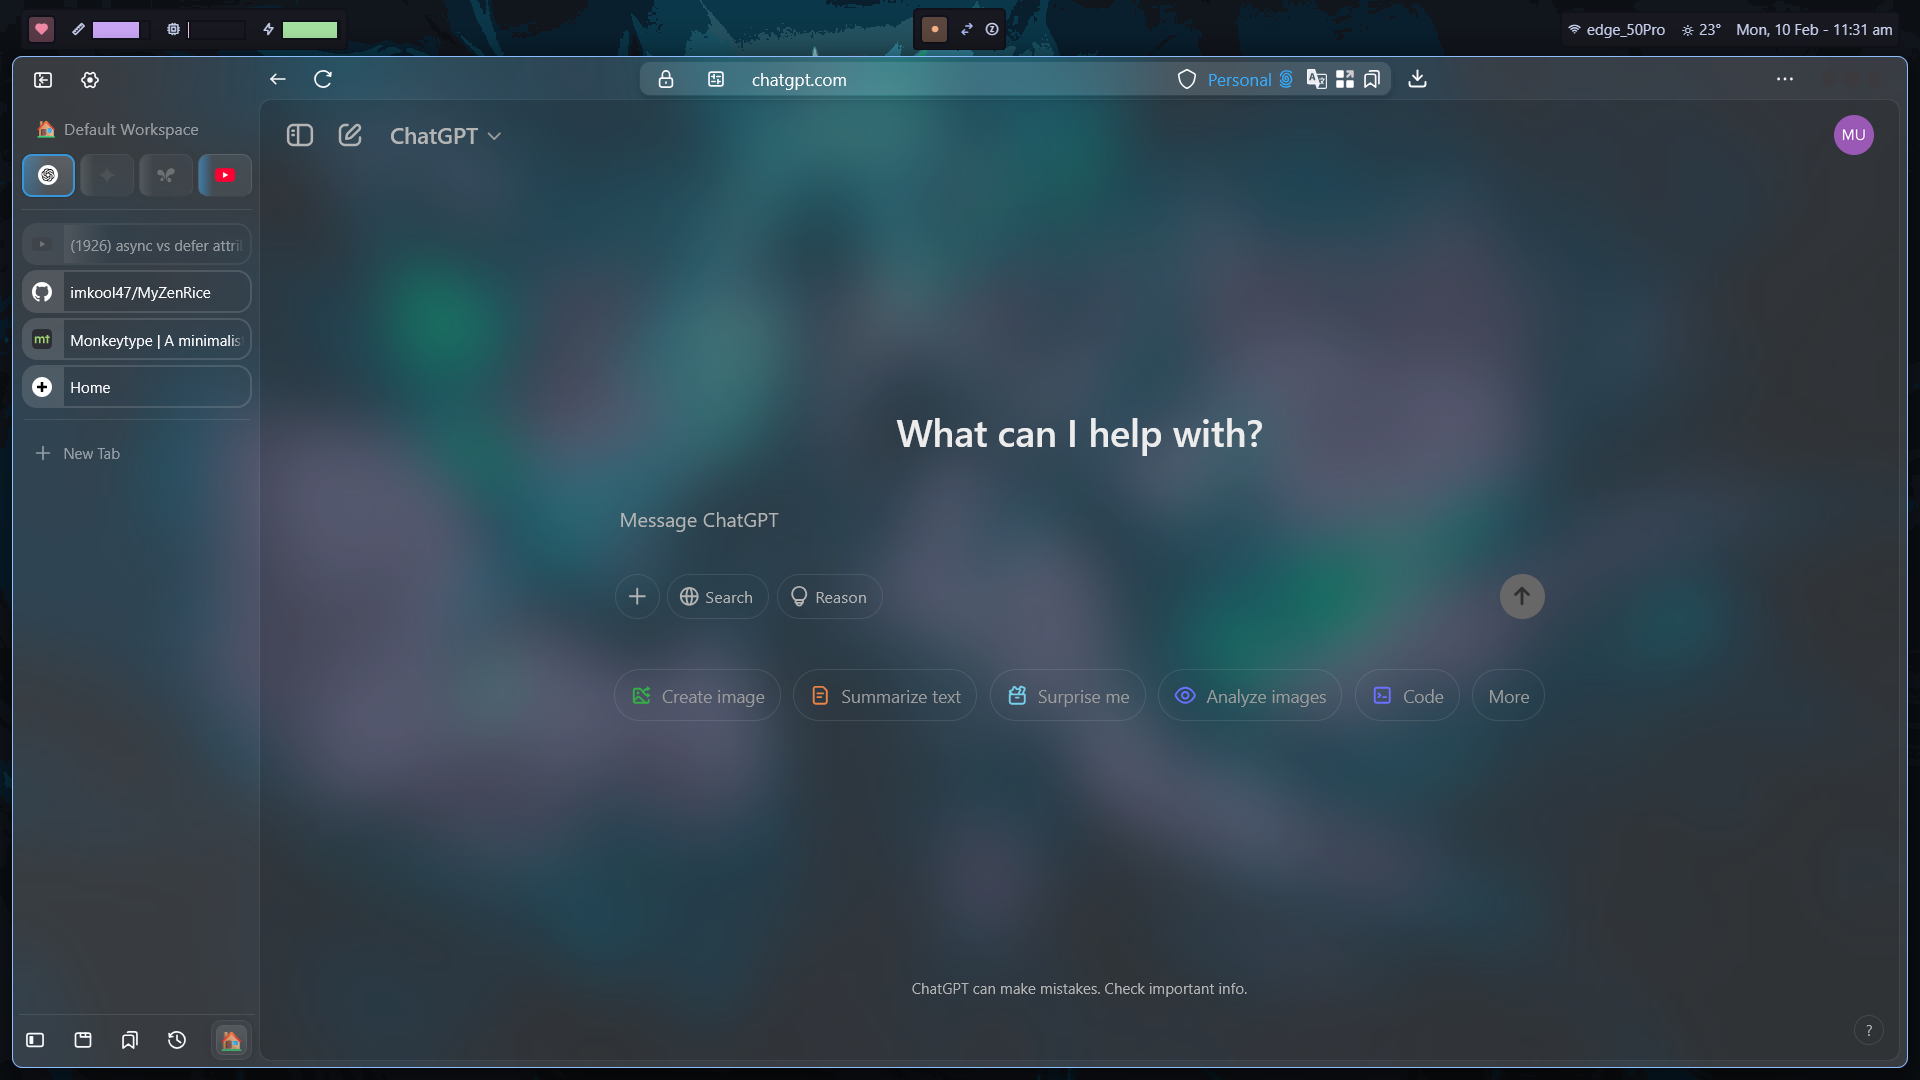 edge_50Pro 23° Mon, 10 Feb - 11:31 am
chatgpt.com Personal
Default Workspace
(1926) async vs defer attri
imkool47/MyZenRice
mt Monkeytype | A minimalis
Home
New Tab
ChatGPT
MU
What can I help with?
Message ChatGPT
Search Reason
Create image Summarize text Surprise me Analyze images Code More
ChatGPT can make mistakes. Check important info.
?